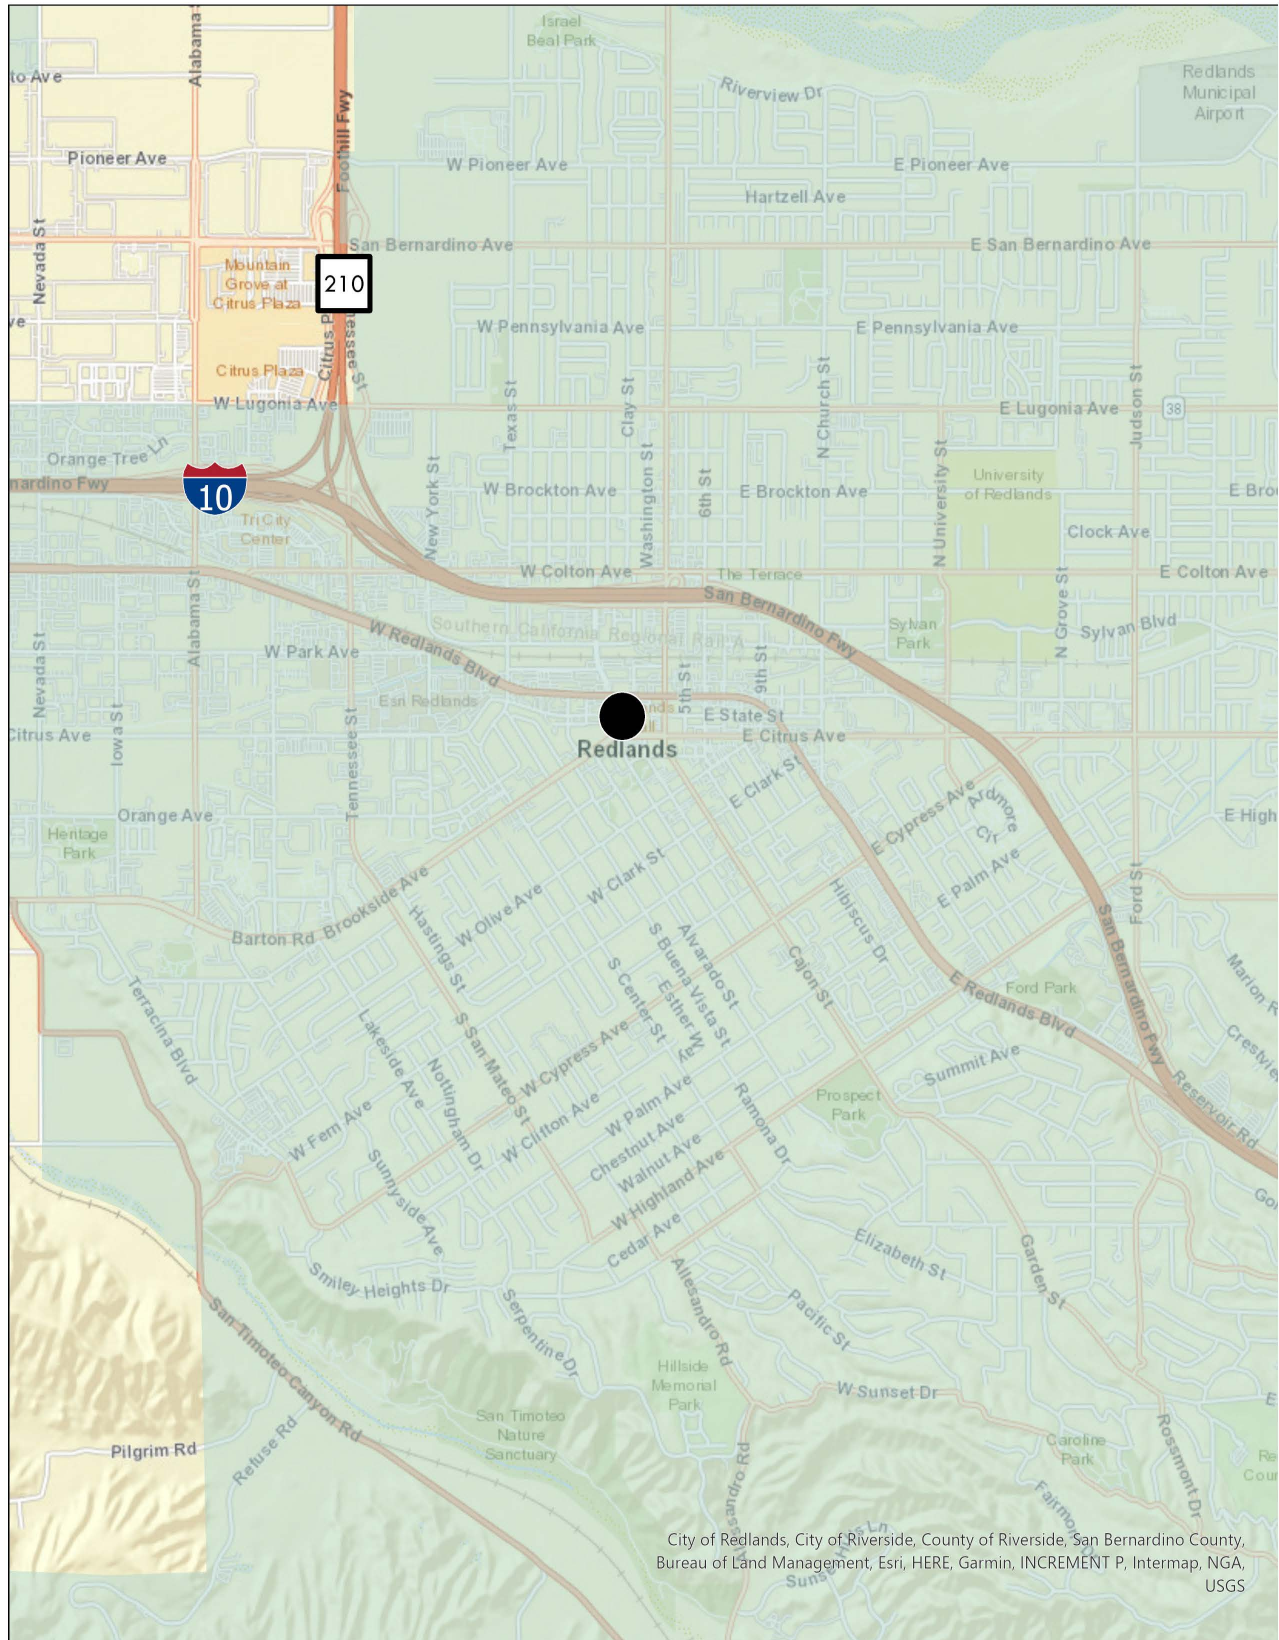 Israel
Beal Park
Alabama
to Ave
Foothill Fwy
Riverview Dr
Redlands
Municipal
Airport
Pioneer Ave
W Pioneer Ave
E Pioneer Ave
Hartzell Ave
Nevada St
San Bernardino Ave
E San Bernardino Ave
Mountain
Grove at
Citrus Plaza
210
ve
W Pennsylvania Ave
E Pennsylvania Ave
Citrus P
Citrus Plaza
W Lugonia Ave
Texas St
Clay St
N Church St
E Lugonia Ave
Judson St
38
Orange Tree Ln
nardino Fwy
10
TriCity
Center
New York St
W Brockton Ave
Washington St
6th St
E Brockton Ave
N University St
University
of Redlands
E Bro
Clock Ave
W Colton Ave
The Terrace
E Colton Ave
San Bernardino Fwy
Alabama St
Southern California Regional Rail A
Sylvan
Park
N Grove St
Sylvan Blvd
Nevada St
W Park Ave
W Redlands Blvd
9th St
5th St
Esri Redlands
nds
ll
E State St
Iowa St
Citrus Ave
E Citrus Ave
Redlands
Tennessee St
E Clark St
Orange Ave
Ardmore
Cir
E Cypress Ave
E High
Heritage
Park
W Clark St
E Palm Ave
Ford St
Brookside Ave
W Olive Ave
Hibiscus Dr
Barton Rd
Hastings St
San Bernardino Fwy
Alvarado St
S Buena Vista St
Cajon St
Marion R
Terracina Blvd
S Center St
Esther Way
Ford Park
E Redlands Blvd
Lakeside Ave
S San Mateo St
W Cypress Ave
Crestvie
Nottingham Dr
Summit Ave
Reservoir Rd
W Fern Ave
W Clifton Ave
W Palm Ave
Ramona Dr
Prospect
Park
Chestnut Ave
Walnut Ave
Sunnyside Ave
W Highland Ave
Gol
Cedar Ave
Elizabeth St
Garden St
Smiley Heights Dr
Allesandro Rd
Serpentine Dr
Pacific St
San Timoteo Canyon Rd
Hillside
Memorial
Park
W Sunset Dr
E
San Timoteo
Nature
Sanctuary
Pilgrim Rd
Refuse Rd
Rossmont Dr
Caroline
Park
Re
Cour
City of Redlands, City of Riverside, County of Riverside, San Bernardino County,
Bureau of Land Management, Esri, HERE, Garmin, INCREMENT P, Intermap, NGA,
USGS